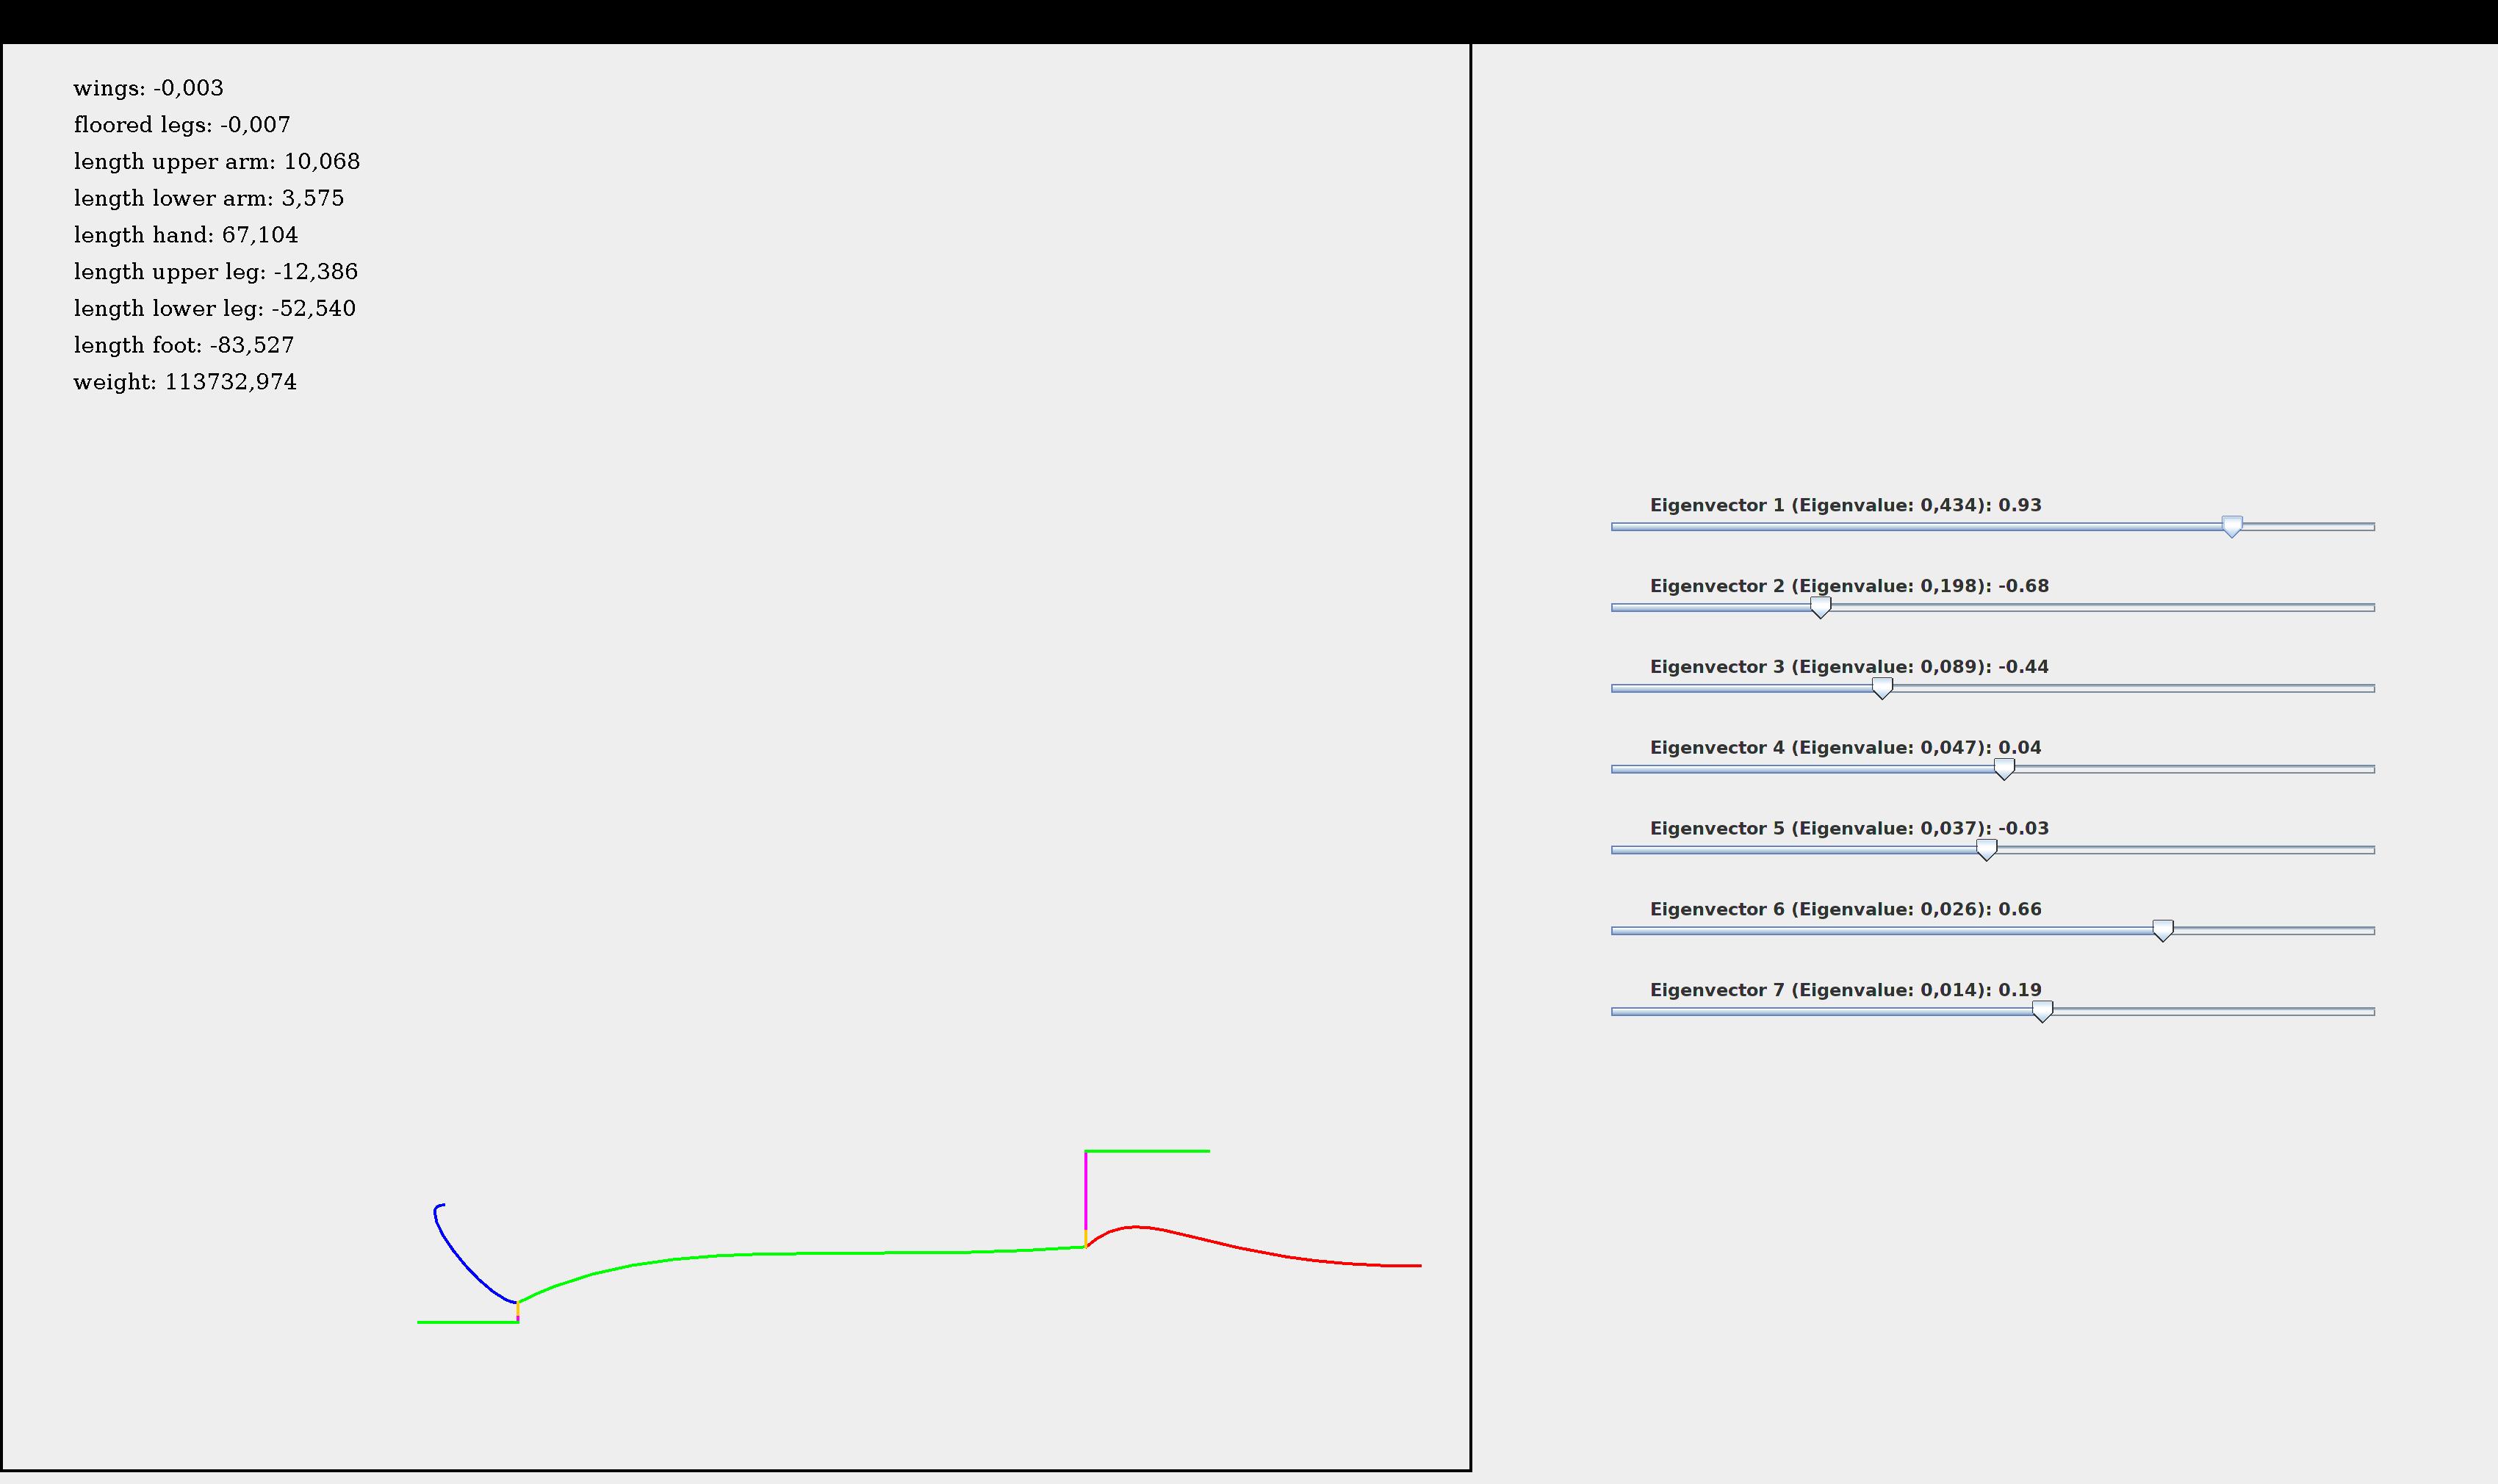 wings: -0,003
floored legs: -0,007
length upper arm: 10,068
length lower arm: 3,575
length hand: 67,104
length upper leg: -12,386
length lower leg: -52,540
length foot: -83,527
weight: 113732,974
Eigenvector 1 (Eigenvalue: 0,434): 0.93
Eigenvector 2 (Eigenvalue: 0,198): -0.68
Eigenvector 3 (Eigenvalue: 0,089): -0.44
Eigenvector 4 (Eigenvalue: 0,047): 0.04
Eigenvector 5 (Eigenvalue: 0,037): -0.03
Eigenvector 6 (Eigenvalue: 0,026): 0.66
Eigenvector 7 (Eigenvalue: 0,014): 0.19